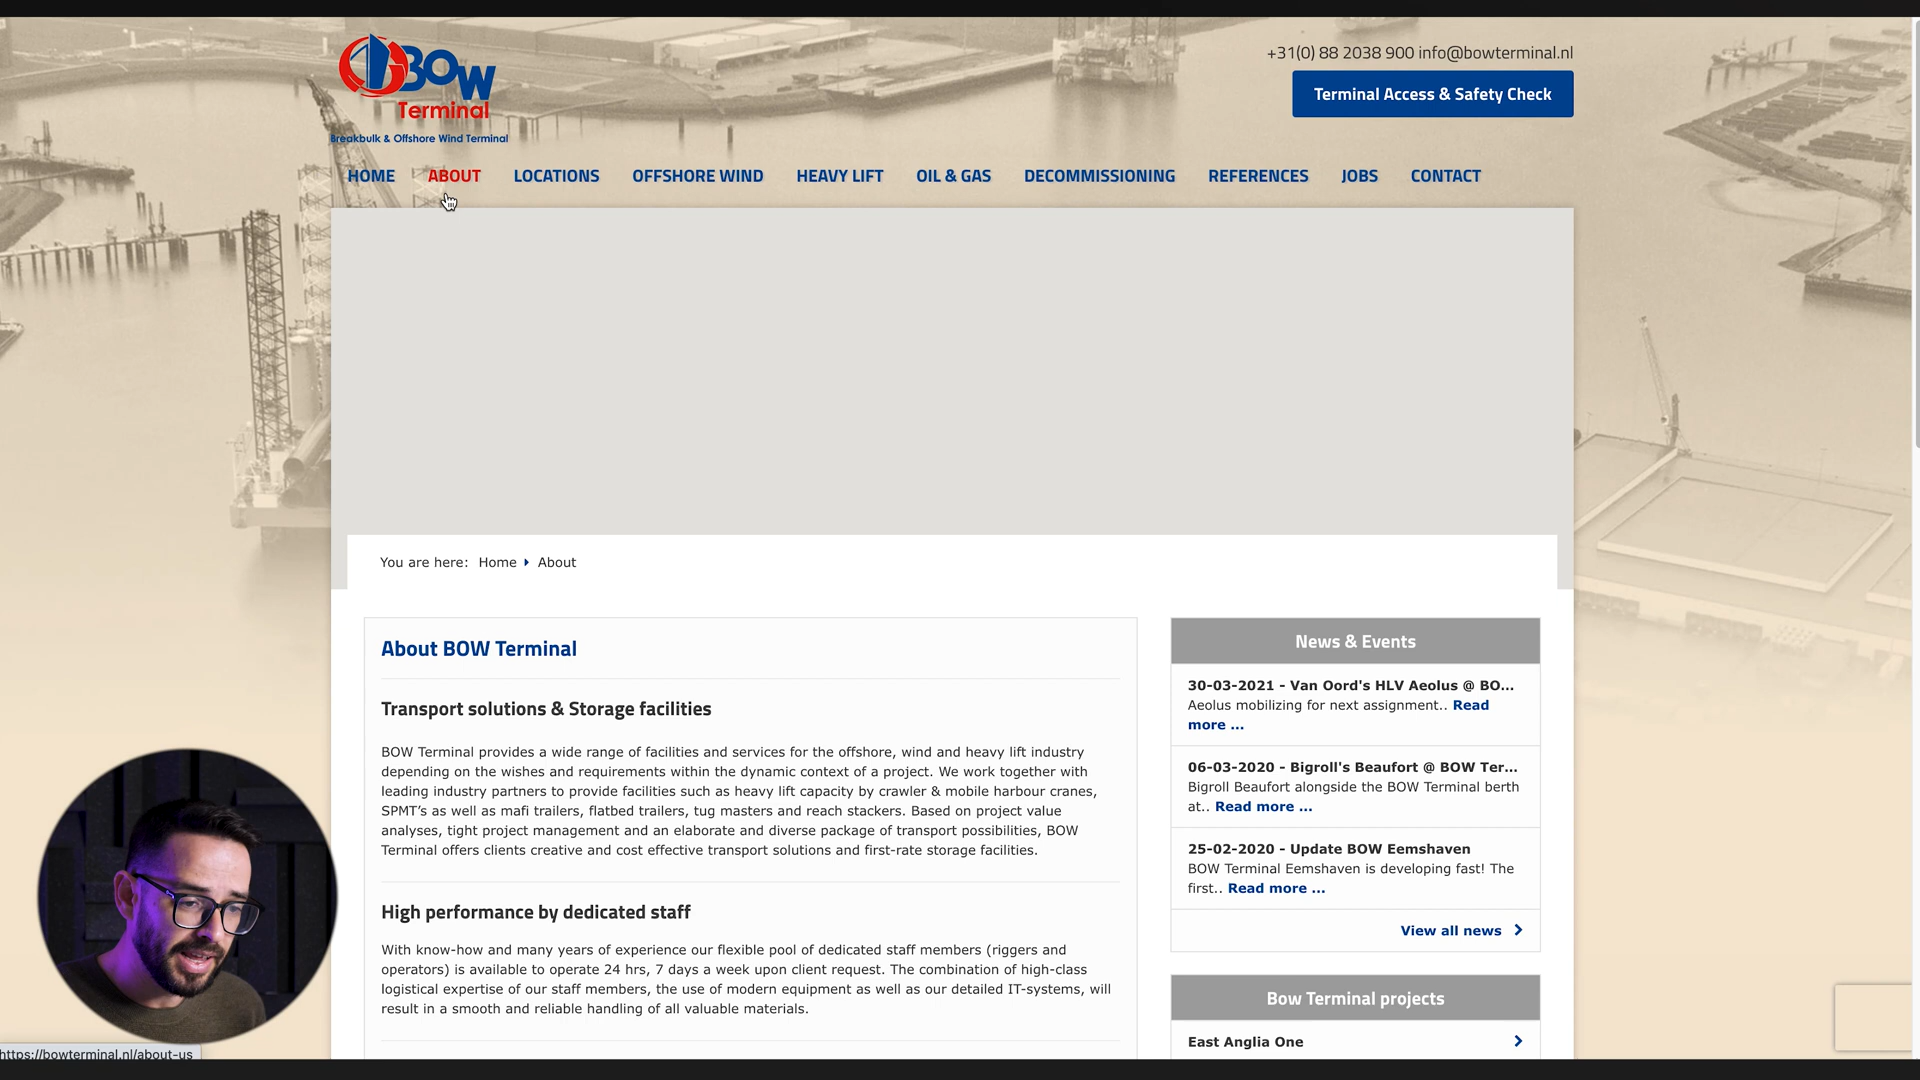 BOW
Terminal
Breakbulk & Offshore Wind Terminal
+31(0) 88 2038 900 info@bowterminal.nl
Terminal Access & Safety Check
HOME ABOUT LOCATIONS OFFSHORE WIND HEAVY LIFT OIL & GAS DECOMMISSIONING REFERENCES JOBS CONTACT
You are here: Home About
About BOW Terminal
Transport solutions & Storage facilities
BOW Terminal provides a wide range of facilities and services for the offshore, wind and heavy lift industry
depending on the wishes and requirements within the dynamic context of a project. We work together with
leading industry partners to provide facilities such as heavy lift capacity by crawler & mobile harbour cranes,
SPMT’s as well as mafi trailers, flatbed trailers, tug masters and reach stackers. Based on project value
analyses, tight project management and an elaborate and diverse package of transport possibilities, BOW
Terminal offers clients creative and cost effective transport solutions and first-rate storage facilities.
High performance by dedicated staff
With know-how and many years of experience our flexible pool of dedicated staff members (riggers and
operators) is available to operate 24 hrs, 7 days a week upon client request. The combination of high-class
logistical expertise of our staff members, the use of modern equipment as well as our detailed IT-systems, will
result in a smooth and reliable handling of all valuable materials.
News & Events
30-03-2021 - Van Oord's HLV Aeolus @ BO...
Aeolus mobilizing for next assignment.. Read
more ...
06-03-2020 - Bigroll's Beaufort @ BOW Ter...
Bigroll Beaufort alongside the BOW Terminal berth
at.. Read more ...
25-02-2020 - Update BOW Eemshaven
BOW Terminal Eemshaven is developing fast! The
first.. Read more ...
View all news
Bow Terminal projects
East Anglia One
https://bowterminal.nl/about-us